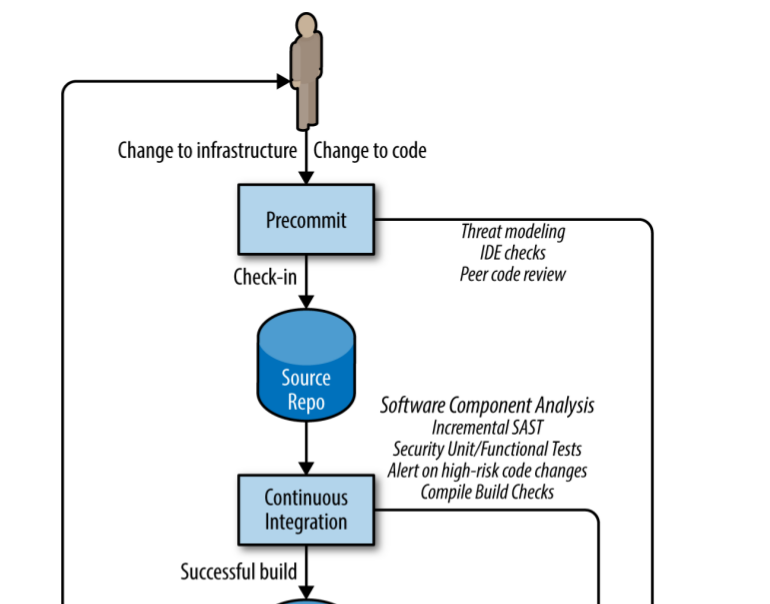 Change to infrastructure
Change to code
Precommit
Threat modeling
IDE checks
Peer code review
Check-in
Source
Repo
Software Component Analysis
Incremental SAST
Security Unit/Functional Tests
Alert on high-risk code changes
Compile Build Checks
Continuous
Integration
Successful build